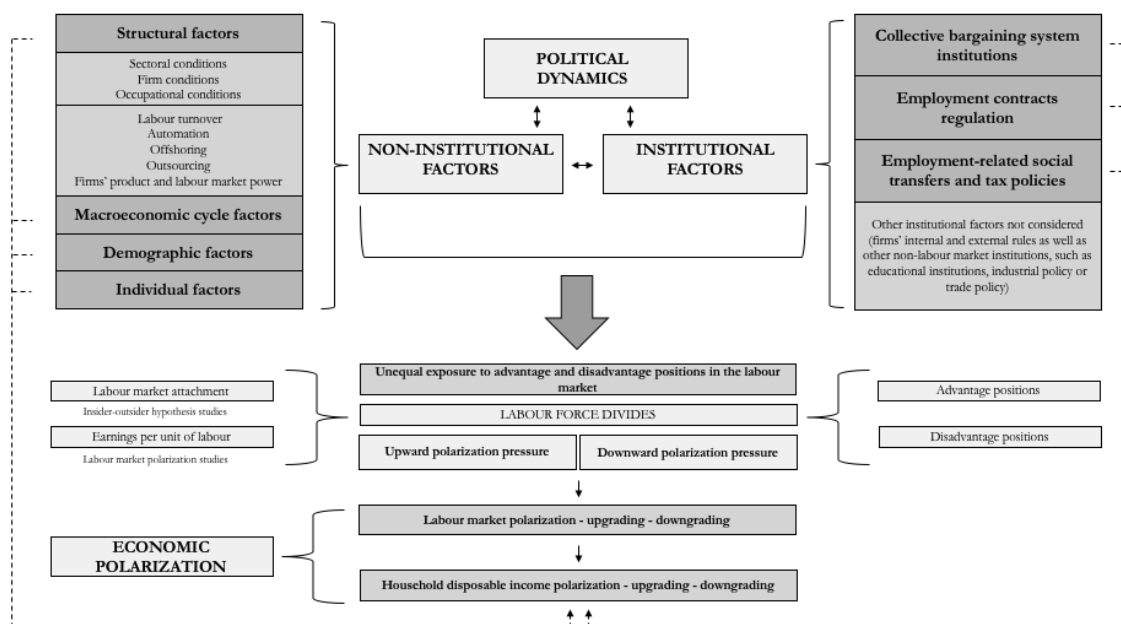 Structural factors
Sectoral conditions
Firm conditions
Occupational conditions
Labour turnover
Automation
Offshoring
Outsourcing
Firms' product and labour market power
Macroeconomic cycle factors
Demographic factors
Individual factors
POLITICAL
DYNAMICS
NON-INSTITUTIONAL
FACTORS
INSTITUTIONAL
FACTORS
Collective bargaining system
institutions
Employment contracts
regulation
Employment-related social
transfers and tax policies
Other institutional factors not considered
(firms' internal and external rules as well as
other non-labour market institutions, such as
educational institutions, industrial policy or
trade policy)
Labour market attachment
Insider-outsider hypothesis studies
Earnings per unit of labour
Labour market polarization studies
Unequal exposure to advantage and disadvantage positions in the labour
market
LABOUR FORCE DIVIDES
Upward polarization pressure
Downward polarization pressure
Advantage positions
Disadvantage positions
ECONOMIC
POLARIZATION
Labour market polarization - upgrading - downgrading
Household disposable income polarization - upgrading - downgrading